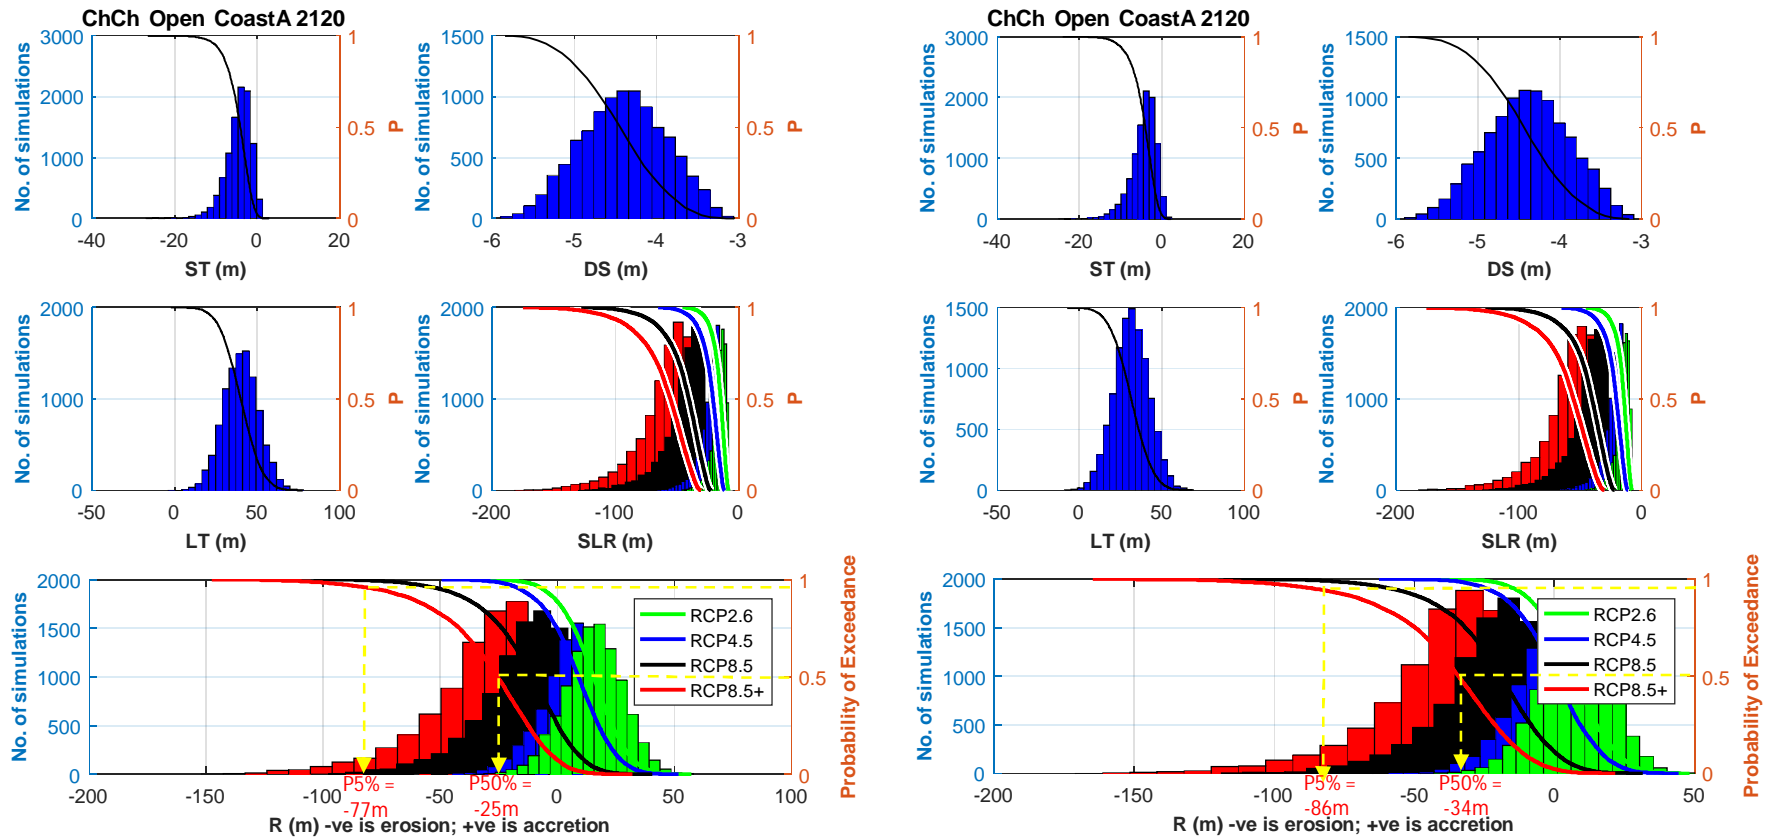 ChCh Open CoastA 2120
3000
2000
1000
0
No. of simulations
1
0.5
0
P
-40 -20 0 20
ST (m)
1500
1000
500
0
No. of simulations
1
0.5
0
P
-6 -5 -4 -3
DS (m)
2000
1000
0
No. of simulations
1
0.5
0
P
-50 0 50 100
LT (m)
2000
1000
0
No. of simulations
1
0.5
0
P
-200 -100 0
SLR (m)
2000
1500
1000
500
0
No. of simulations
1
0.5
0
Probability of Exceedance
RCP2.6
RCP4.5
RCP8.5
RCP8.5+
P5% =
-77m
P50% =
-25m
-200 -150 -100 -50 0 50 100
R (m) -ve is erosion; +ve is accretion
ChCh Open CoastA 2120
3000
2000
1000
0
No. of simulations
1
0.5
0
P
-40 -20 0 20
ST (m)
1500
1000
500
0
No. of simulations
1
0.5
0
P
-6 -5 -4 -3
DS (m)
1500
1000
500
0
No. of simulations
1
0.5
0
P
-50 0 50 100
LT (m)
2000
1000
0
No. of simulations
1
0.5
0
P
-200 -100 0
SLR (m)
2000
1500
1000
500
0
No. of simulations
1
0.5
0
Probability of Exceedance
RCP2.6
RCP4.5
RCP8.5
RCP8.5+
P5% =
-86m
P50% =
-34m
-200 -150 -100 -50 0 50
R (m) -ve is erosion; +ve is accretion